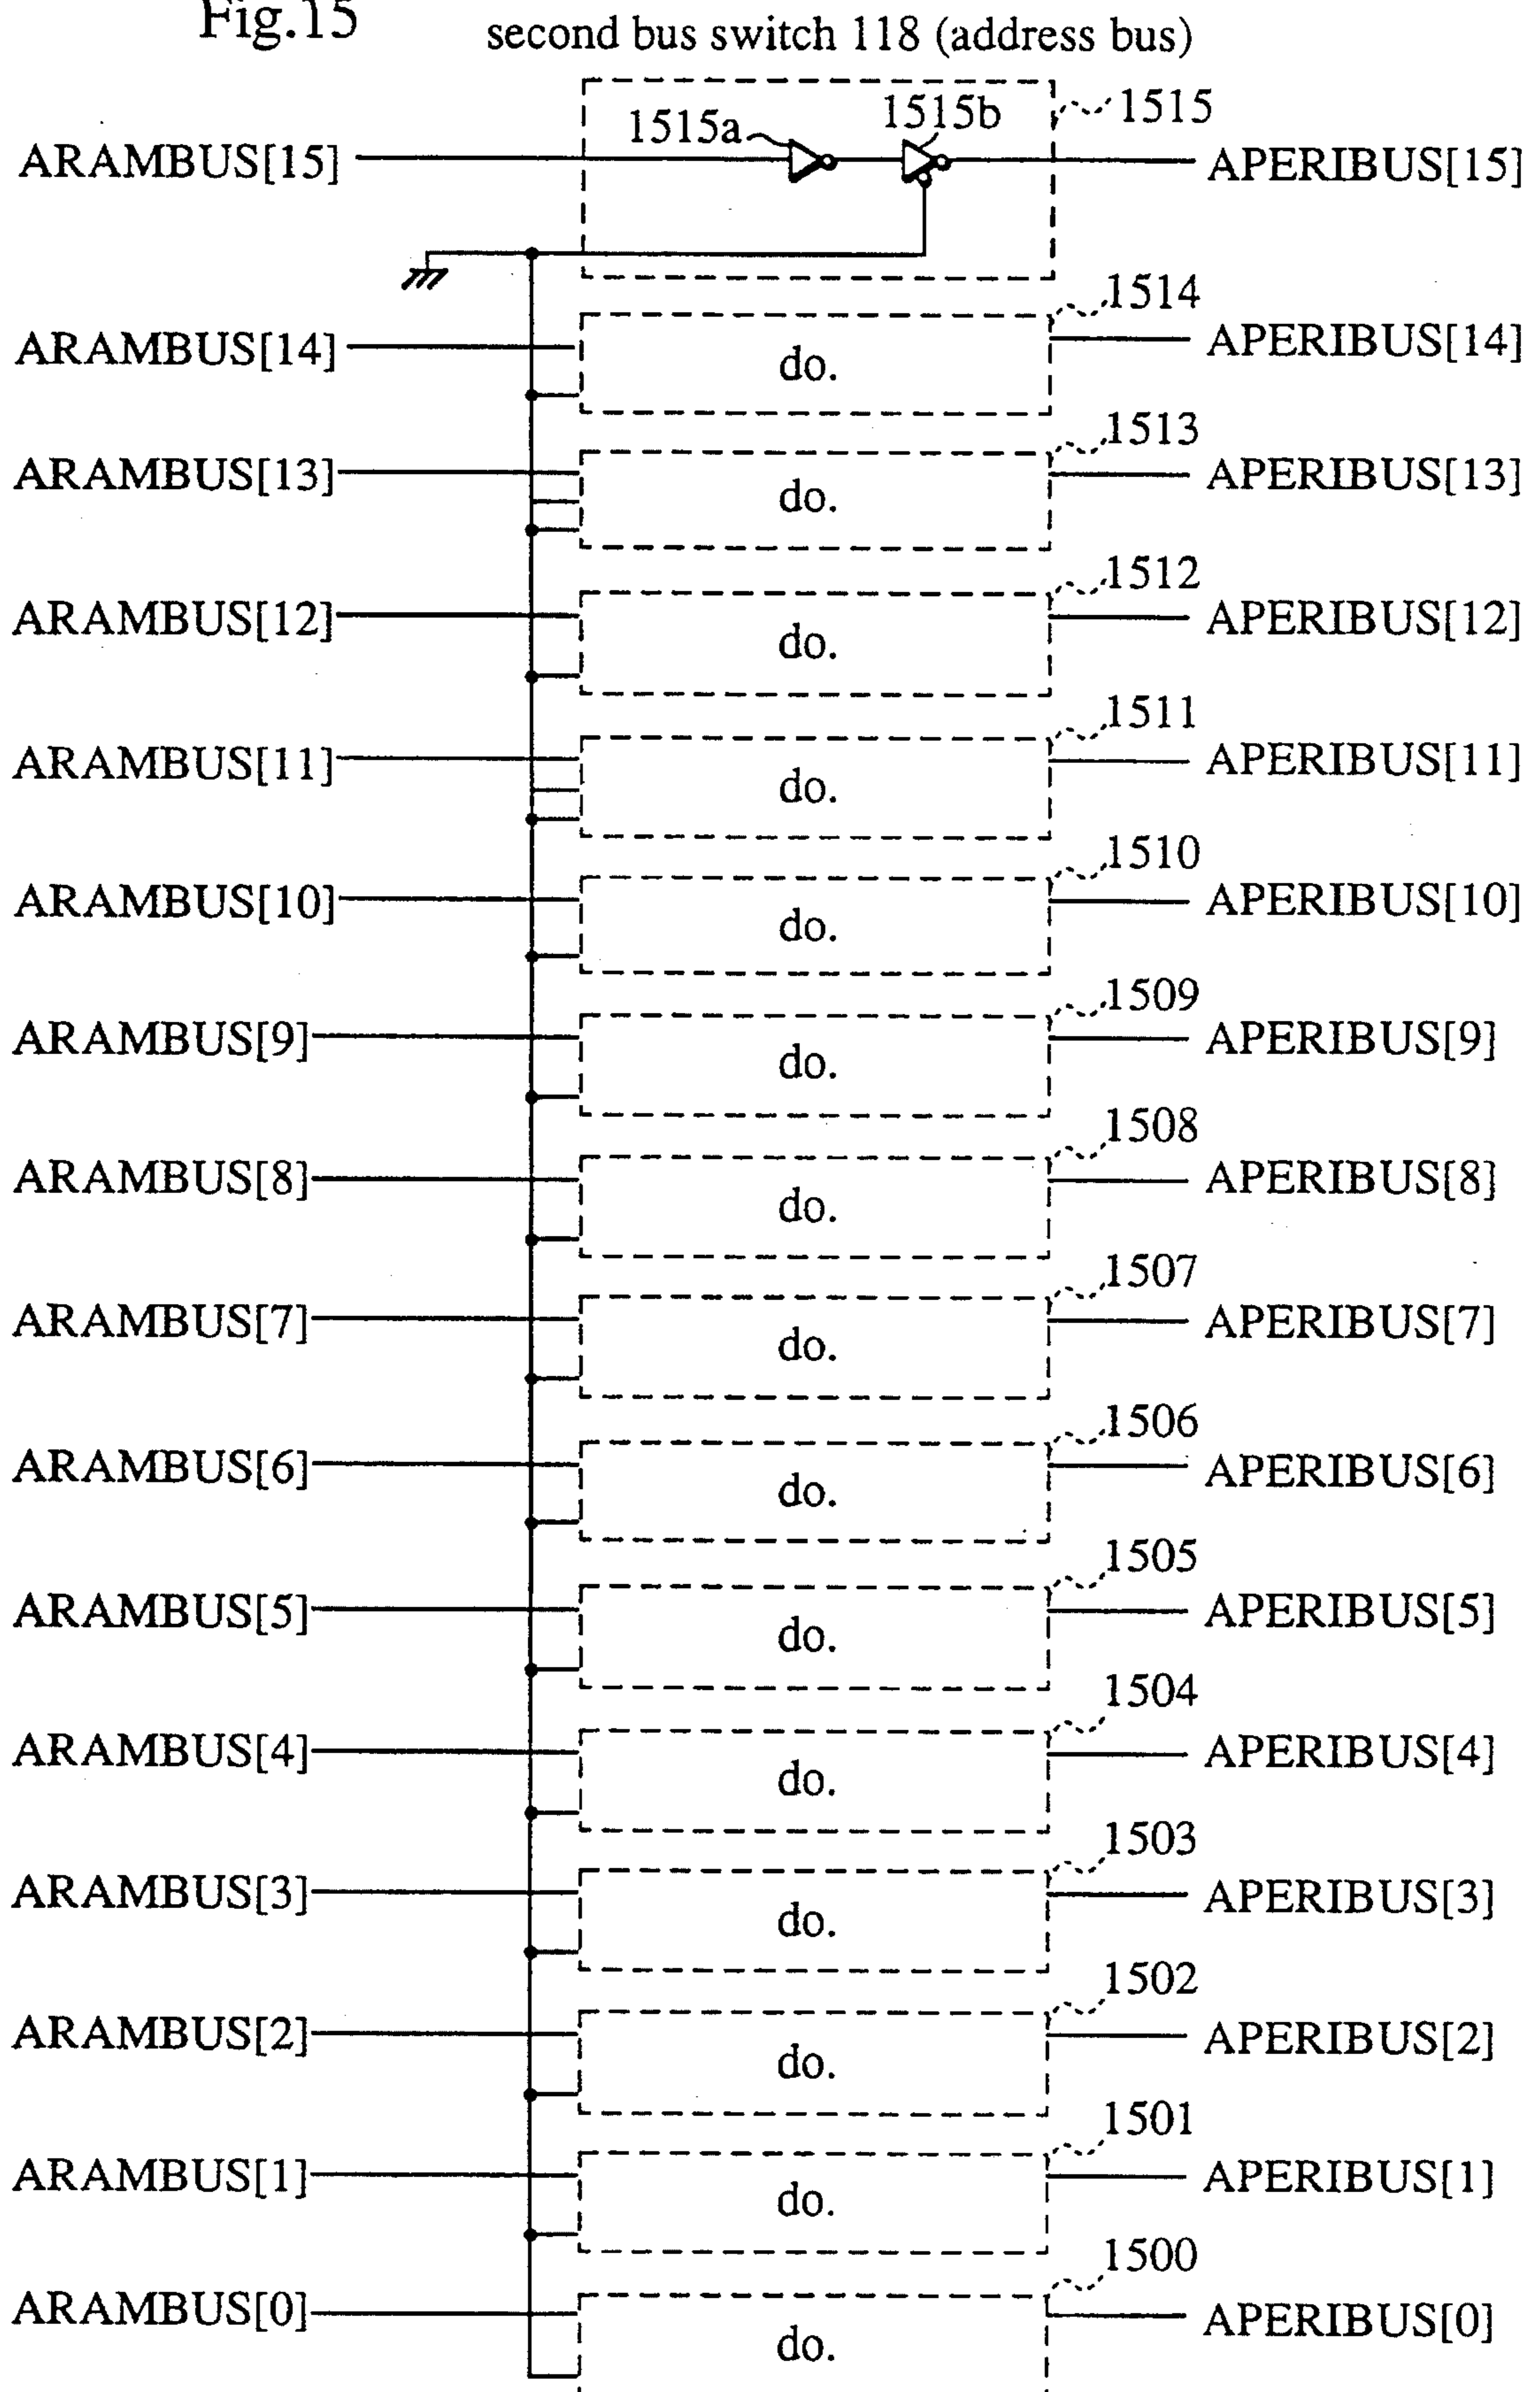 Fig.15
second bus switch 118 (address bus)
1515
1515a
1515b
ARAMBUS[15]
APERIBUS[15]
1514
ARAMBUS[14]
do.
APERIBUS[14]
1513
ARAMBUS[13]
do.
APERIBUS[13]
1512
ARAMBUS[12]
do.
APERIBUS[12]
1511
ARAMBUS[11]
do.
APERIBUS[11]
1510
ARAMBUS[10]
do.
APERIBUS[10]
1509
ARAMBUS[9]
do.
APERIBUS[9]
1508
ARAMBUS[8]
do.
APERIBUS[8]
1507
ARAMBUS[7]
do.
APERIBUS[7]
1506
ARAMBUS[6]
do.
APERIBUS[6]
1505
ARAMBUS[5]
do.
APERIBUS[5]
1504
ARAMBUS[4]
do.
APERIBUS[4]
1503
ARAMBUS[3]
do.
APERIBUS[3]
1502
ARAMBUS[2]
do.
APERIBUS[2]
1501
ARAMBUS[1]
do.
APERIBUS[1]
1500
ARAMBUS[0]
do.
APERIBUS[0]